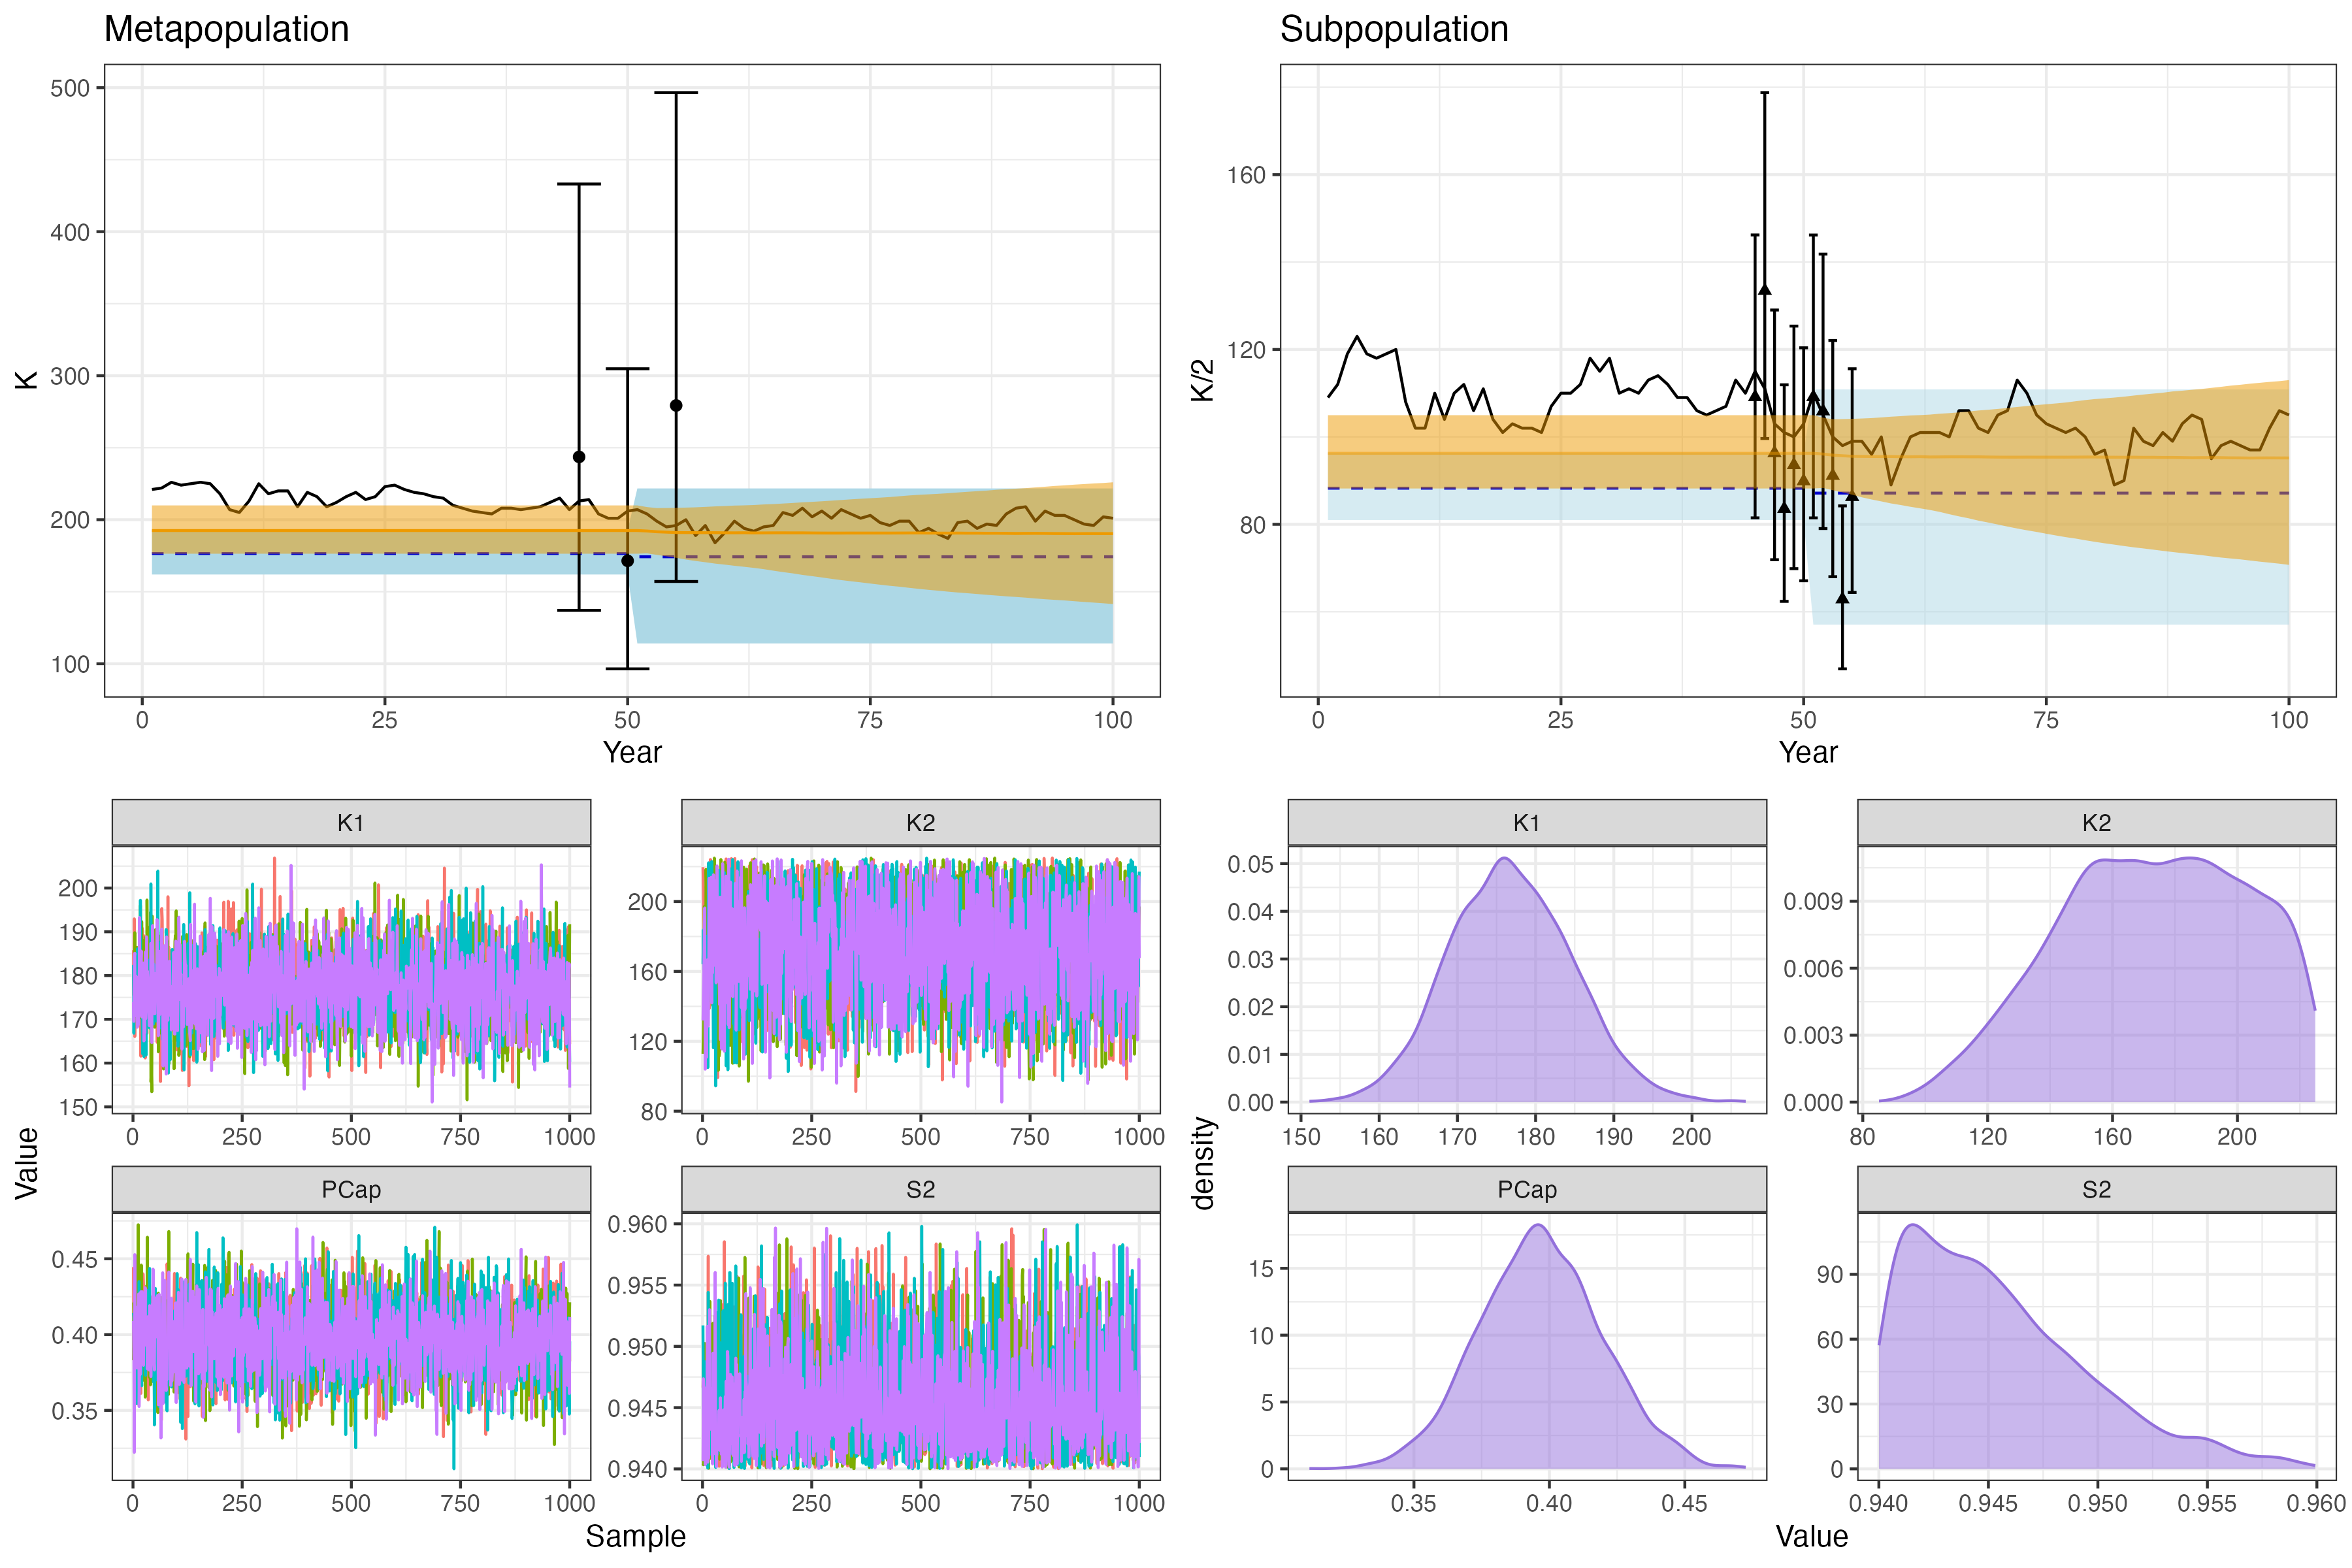 Metapopulation
K
500
400
300
200
100
0 25 50 75 100
Year
Subpopulation
K/2
160
120
80
0 25 50 75 100
Year
Value
K1
200
190
180
170
160
150
0 250 500 750 1000
K2
200
160
120
80
0 250 500 750 1000
PCap
0.45
0.40
0.35
0 250 500 750 1000
S2
0.960
0.955
0.950
0.945
0.940
0 250 500 750 1000
Sample
density
K1
0.05
0.04
0.03
0.02
0.01
0.00
150 160 170 180 190 200
K2
0.009
0.006
0.003
0.000
80 120 160 200
PCap
15
10
5
0
0.35 0.40 0.45
S2
90
60
30
0
0.940 0.945 0.950 0.955 0.960
Value